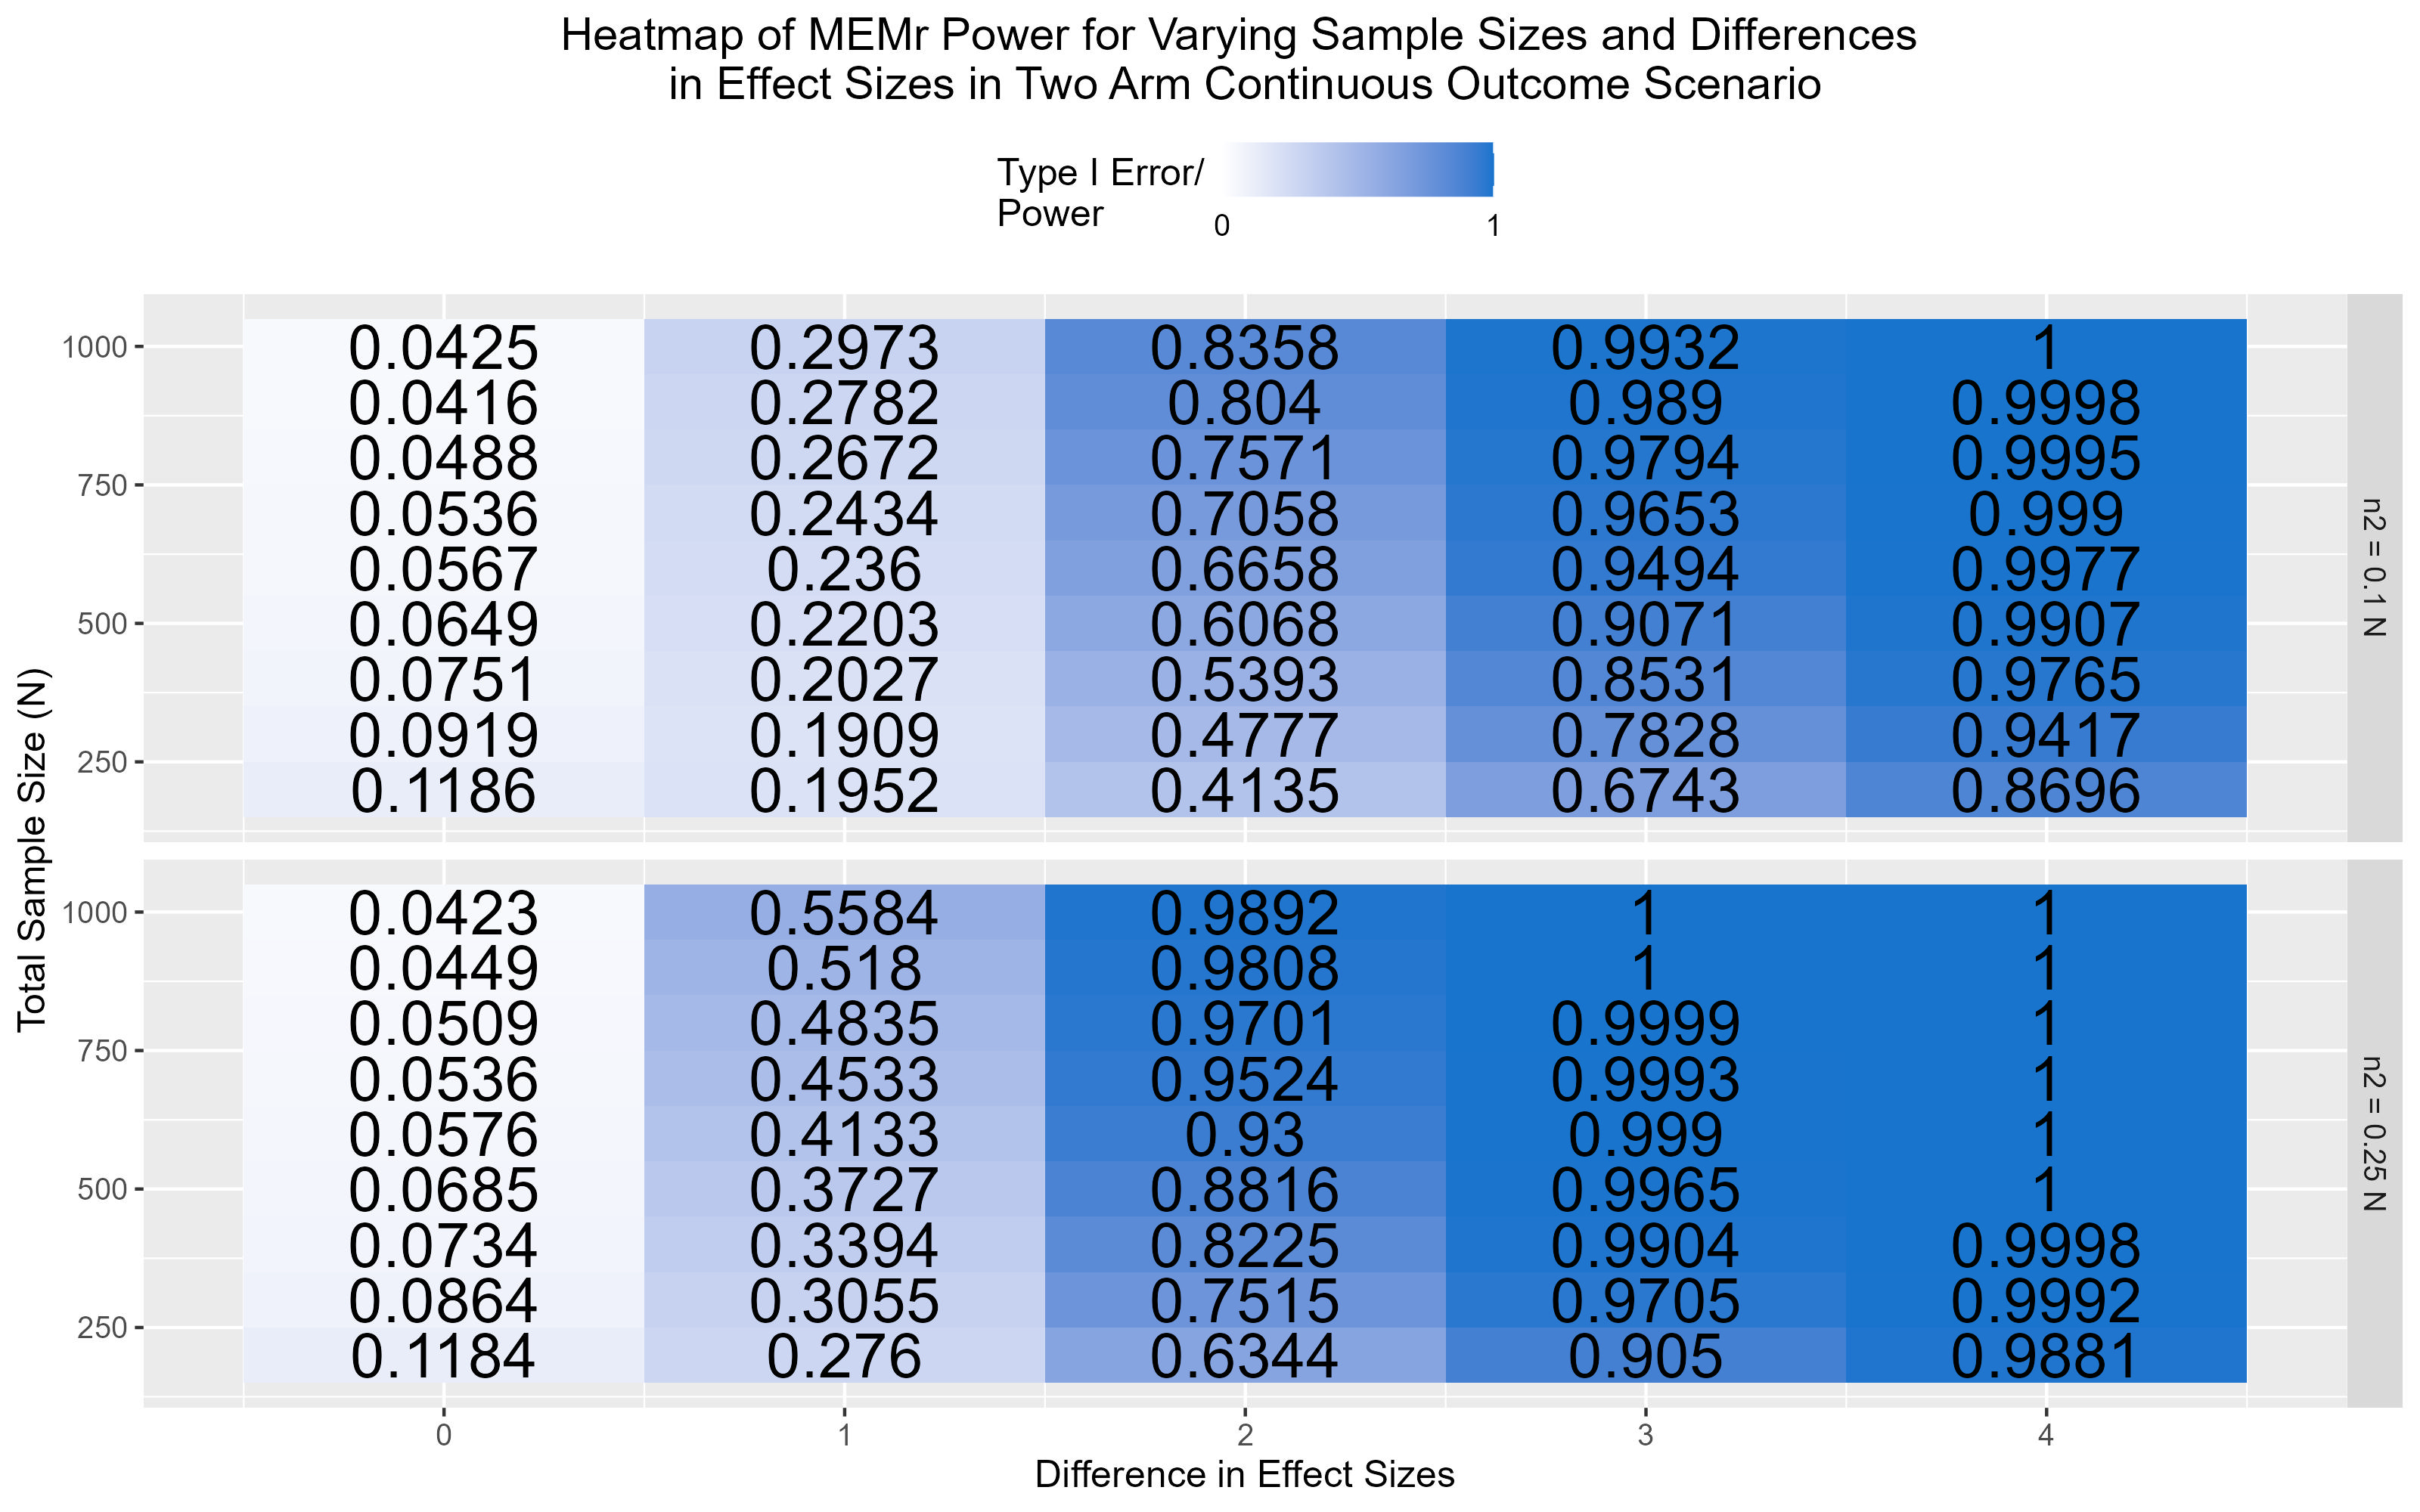 Heatmap of MEMr Power for Varying Sample Sizes and Differences
in Effect Sizes in Two Arm Continuous Outcome Scenario
Type I Error/
Power
0 1
Total Sample Size (N)
1000
750
500
250
0.0425 0.2973 0.8358 0.9932 1
0.0416 0.2782 0.804 0.989 0.9998
0.0488 0.2672 0.7571 0.9794 0.9995
0.0536 0.2434 0.7058 0.9653 0.999
0.0567 0.236 0.6658 0.9494 0.9977
0.0649 0.2203 0.6068 0.9071 0.9907
0.0751 0.2027 0.5393 0.8531 0.9765
0.0919 0.1909 0.4777 0.7828 0.9417
0.1186 0.1952 0.4135 0.6743 0.8696
n2 = 0.1 N
1000
750
500
250
0.0423 0.5584 0.9892 1 1
0.0449 0.518 0.9808 1 1
0.0509 0.4835 0.9701 0.9999 1
0.0536 0.4533 0.9524 0.9993 1
0.0576 0.4133 0.93 0.999 1
0.0685 0.3727 0.8816 0.9965 1
0.0734 0.3394 0.8225 0.9904 0.9998
0.0864 0.3055 0.7515 0.9705 0.9992
0.1184 0.276 0.6344 0.905 0.9881
n2 = 0.25 N
0 1 2 3 4
Difference in Effect Sizes